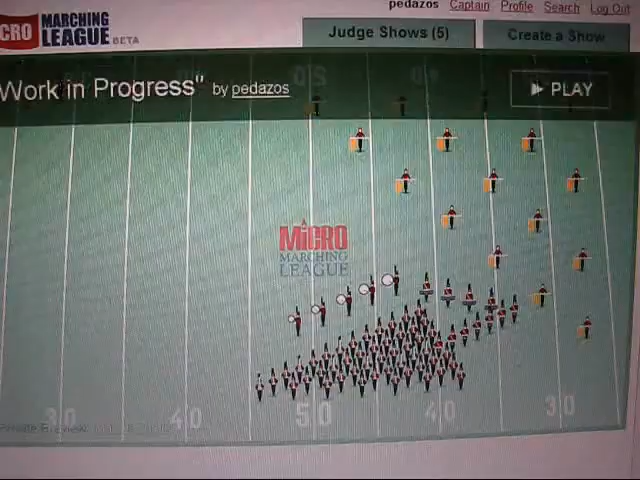 pedazos Captain Profile Search Log Out
CRO MARCHING LEAGUE BETA
Judge Shows (5) Create a Show
Work in Progress" by pedazos PLAY
MiCRO
MARCHING
LEAGUE
30 40 50 40 30